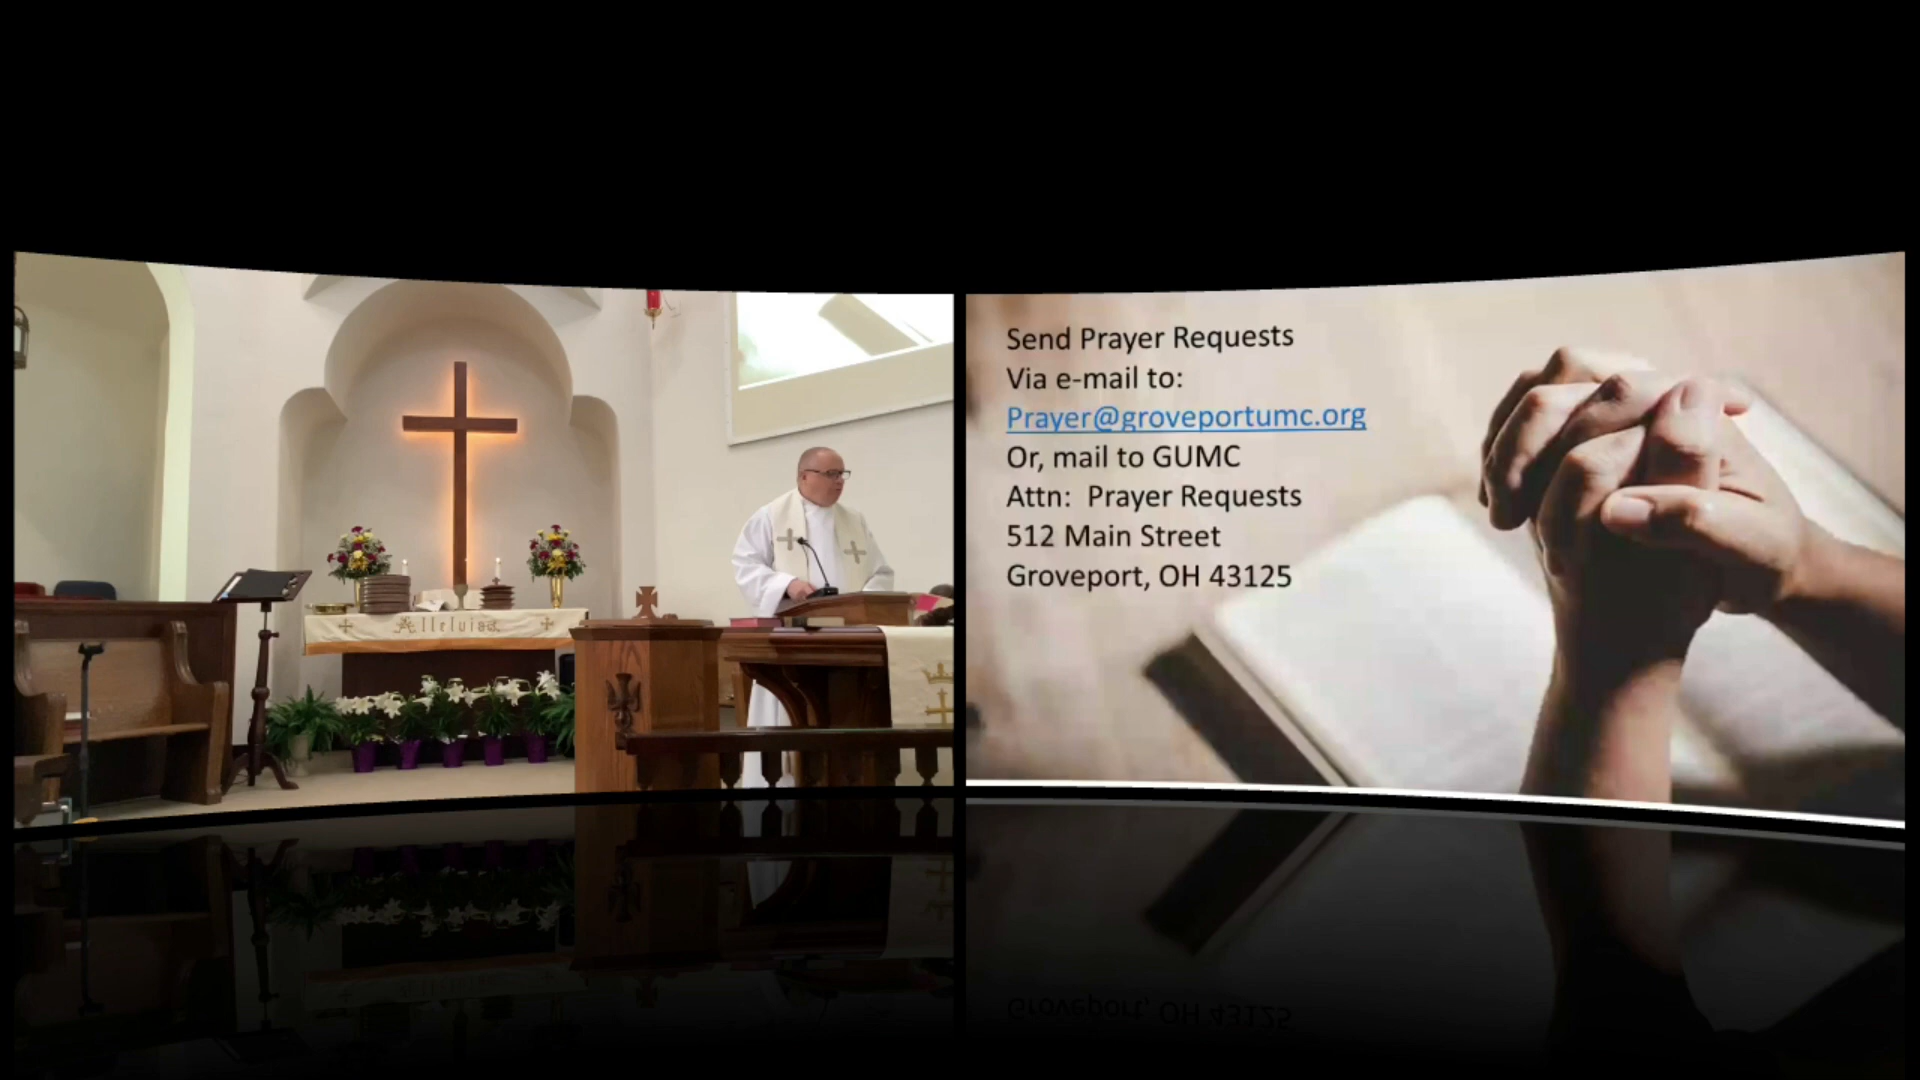 Alleluia
Send Prayer Requests
Via e-mail to:
Prayer@groveportumc.org
Or, mail to GUMC
Attn:  Prayer Requests
512 Main Street
Groveport, OH 43125